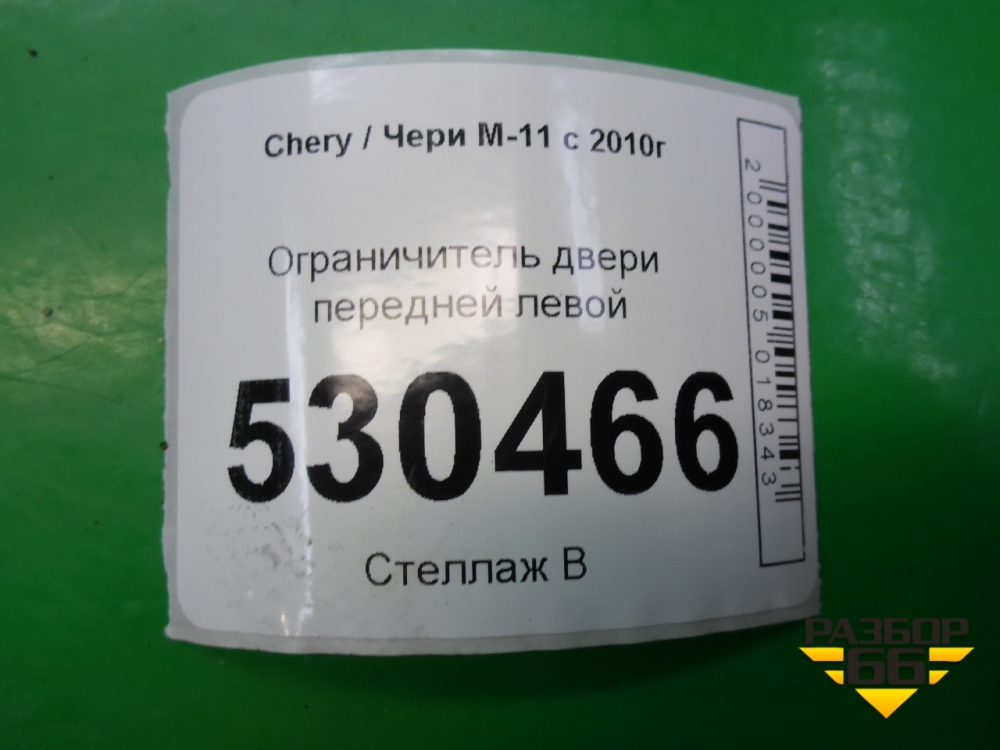 Chery / Чери М-11 с 2010г
Ограничитель двери
передней левой
530466
Стеллаж В
2000005018343
РАЗБОР
66